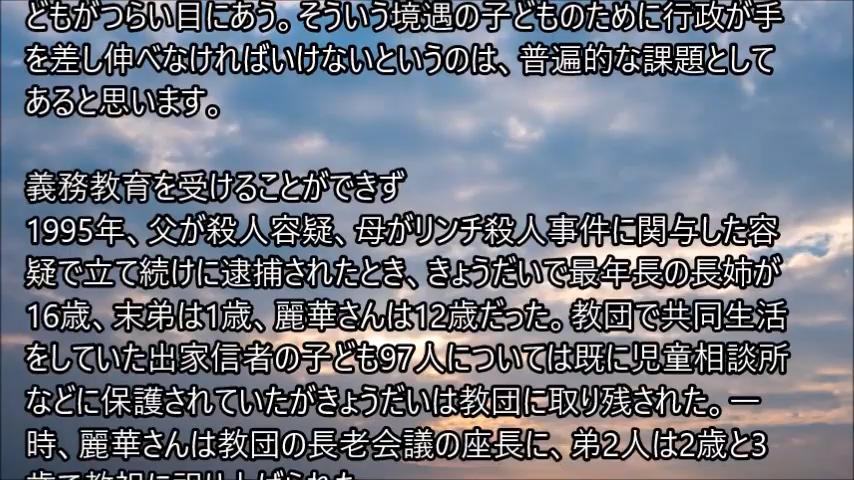 どもがつらい目にあう。そういう境遇の子どものために行政が手
を差し伸べなければいけないというのは、普遍的な課題として
あると思います。
義務教育を受けることができず
1995年、父が殺人容疑、母がリンチ殺人事件に関与した容
疑で立て続けに逮捕されたとき、きょうだいで最年長の長姉が
16歳、末弟は1歳、麗華さんは12歳だった。教団で共同生活
をしていた出家信者の子ども97人については既に児童相談所
などに保護されていたがきょうだいは教団に取り残された。一
時、麗華さんは教団の長老会議の座長に、弟2人は2歳と3